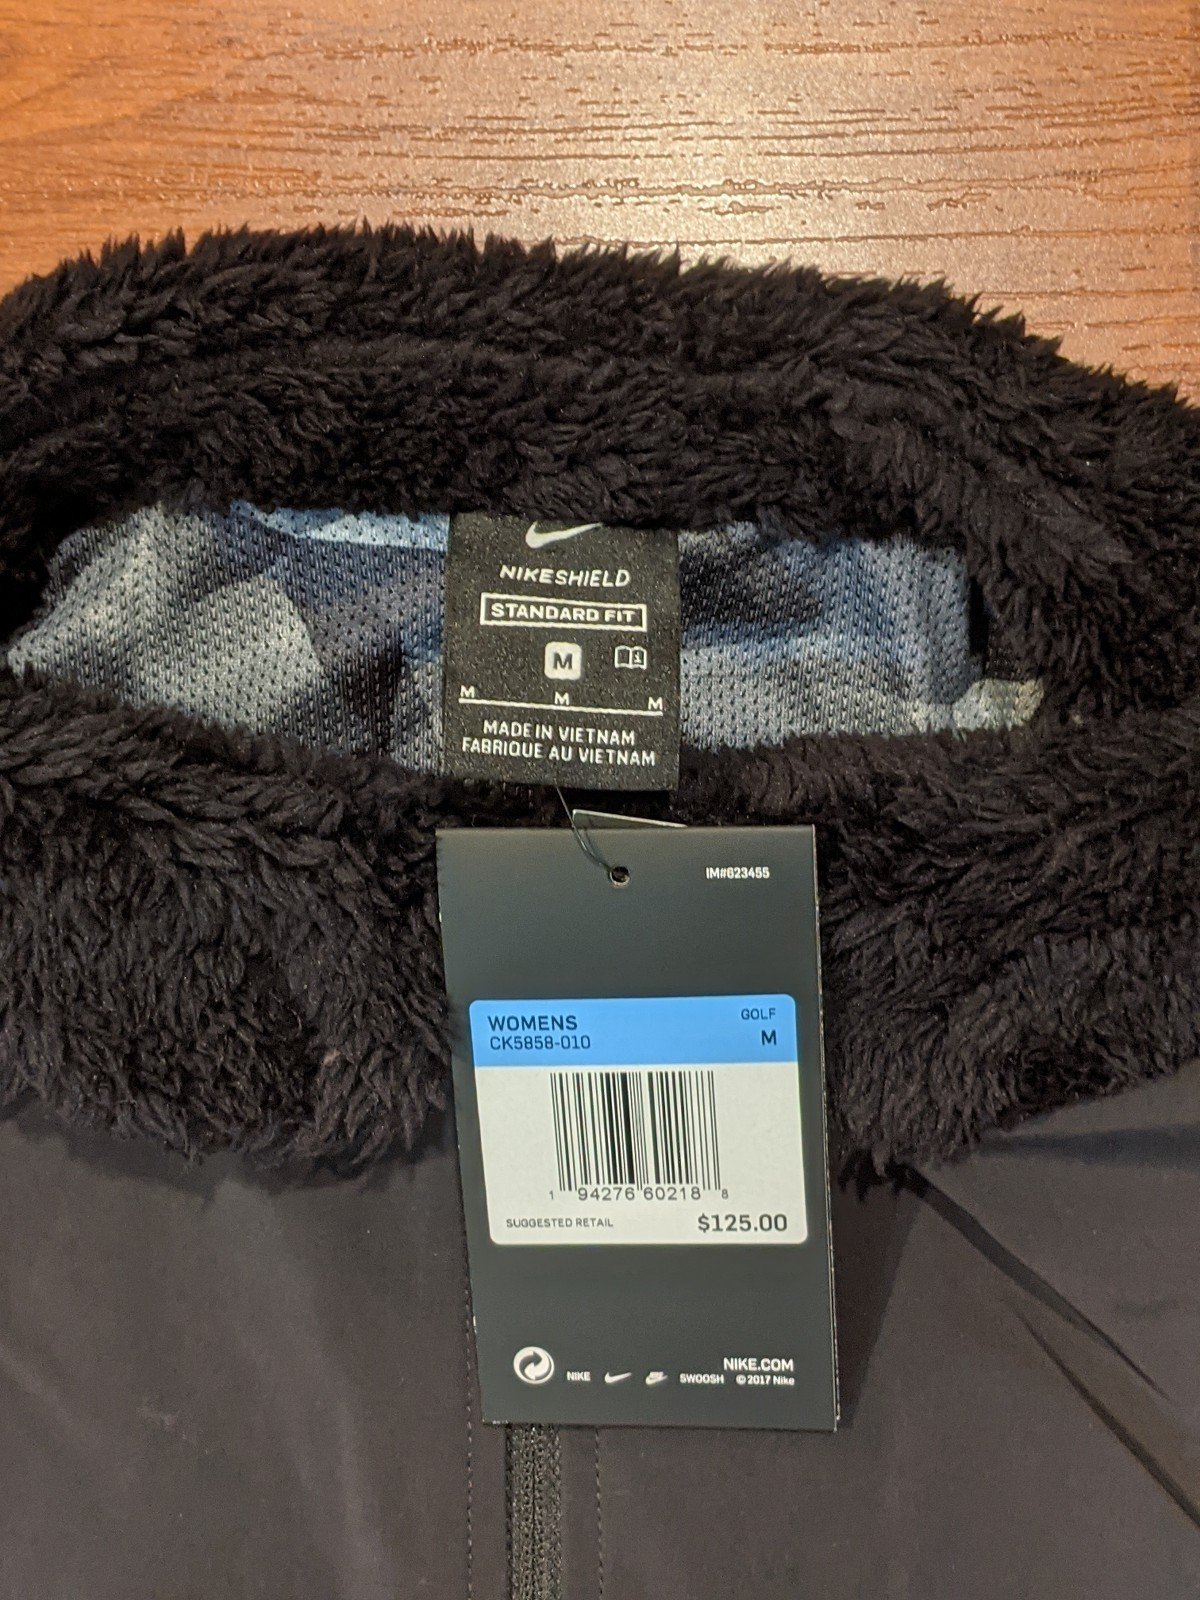 NIKESHIELD
STANDARD FIT
M
M M M
MADE IN VIETNAM
FABRIQUE AU VIETNAM
IM#623455
WOMENS GOLF
CK5858-010 M
1 94276 60218 8
SUGGESTED RETAIL $125.00
NIKE.COM
NIKE SWOOSH © 2017 Nike